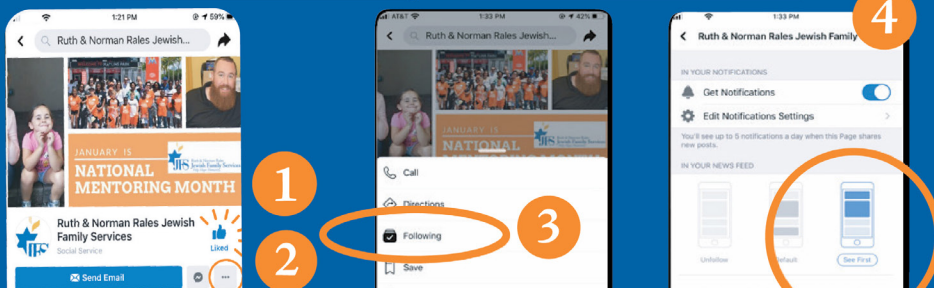 1:21 PM
59%
Ruth & Norman Rales Jewish...
JANUARY IS
NATIONAL
MENTORING MONTH
JFS
Jewish Family Services
Ruth & Norman Rales Jewish
Family Services
Social Service
Liked
Send Email
...
1
2
AT&T
1:33 PM
42%
Ruth & Norman Rales Jewish...
JANUARY IS
NATIONAL
MENTORING MONTH
Call
Directions
Following
Save
3
1:33 PM
4
Ruth & Norman Rales Jewish Family
IN YOUR NOTIFICATIONS
Get Notifications
Edit Notifications Settings
You'll see up to 5 notifications a day when this Page shares
new posts.
IN YOUR NEWS FEED
Unfollow
Default
See First